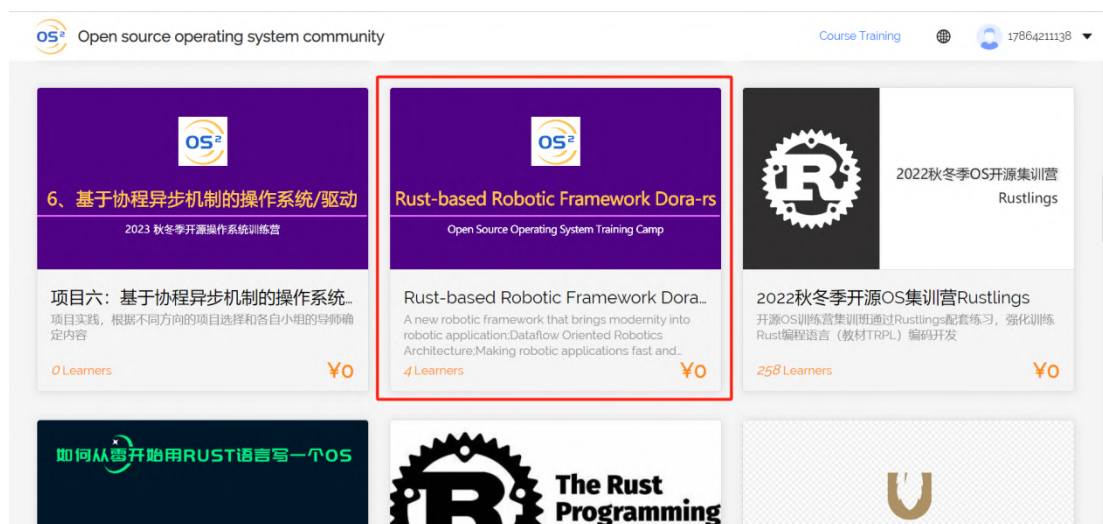 OS²
Open source operating system community
Course Training
17864211138
OS²
6、基于协程异步机制的操作系统/驱动
2023 秋冬季开源操作系统训练营
项目六：基于协程异步机制的操作系统...
项目实践，根据不同方向的项目选择和各自小组的导师确
定内容
0 Learners
¥0
OS²
Rust-based Robotic Framework Dora-rs
Open Source Operating System Training Camp
Rust-based Robotic Framework Dora...
A new robotic framework that brings modernity into
robotic application;Dataflow Oriented Robotics
Architecture;Making robotic applications fast and...
4 Learners
¥0
R
2022秋冬季OS开源集训营
Rustlings
2022秋冬季开源OS集训营Rustlings
开源OS训练营集训班通过Rustlings配套练习，强化训练
Rust编程语言（教材TRPL）编码开发
258 Learners
¥0
如何从零开始用RUST语言写一个OS
R
The Rust
Programming
U